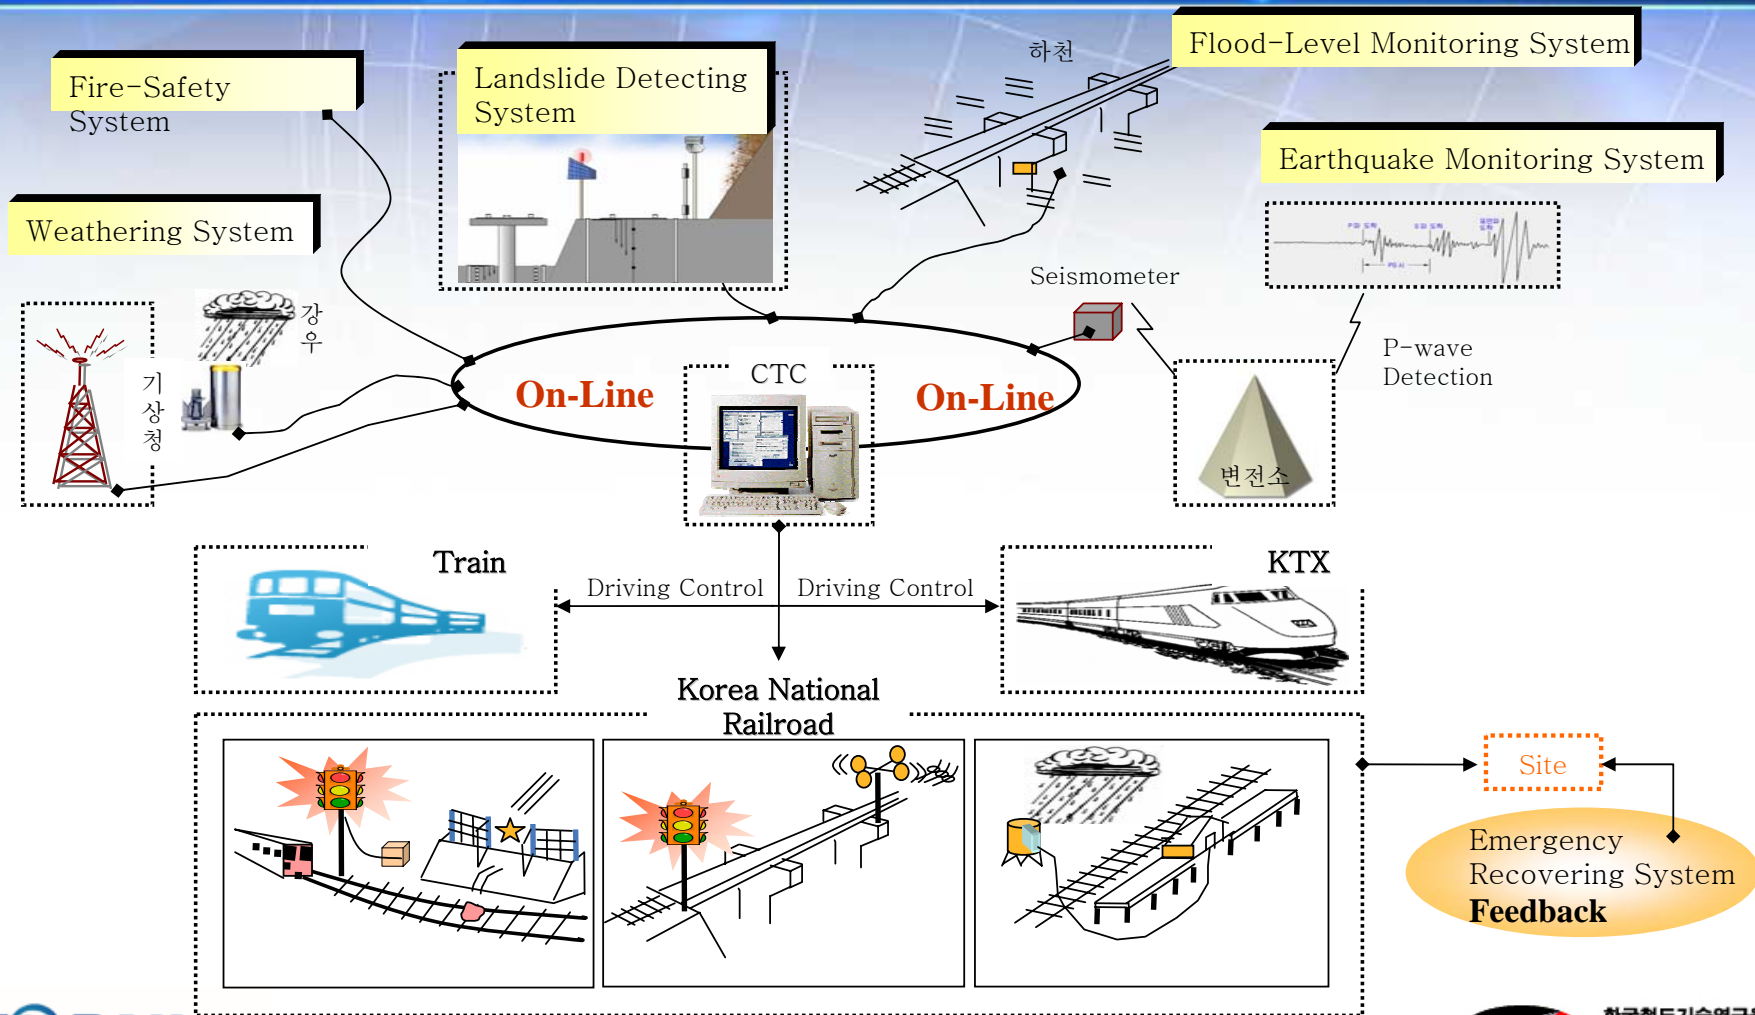 Fire-Safety
System
Landslide Detecting
System
하천
Flood-Level Monitoring System
Earthquake Monitoring System
Weathering System
강우
기상청
Seismometer
P-wave
Detection
변전소
On-Line
CTC
On-Line
Train
Driving Control
Driving Control
KTX
Korea National
Railroad
Site
Emergency
Recovering System
Feedback